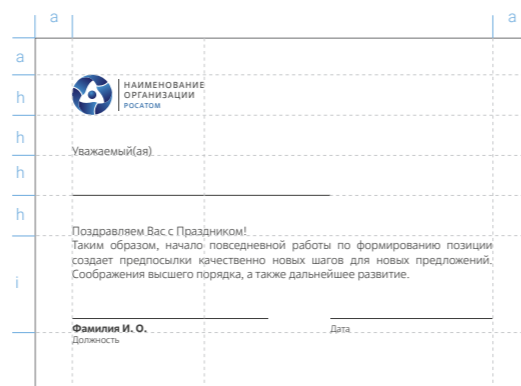 a a
a
h
НАИМЕНОВАНИЕ
ОРГАНИЗАЦИИ
РОСАТОМ
h
Уважаемый(ая)
h
h
Поздравляем Вас с Праздником!
Таким образом, начало повседневной работы по формированию позиции
создает предпосылки качественно новых шагов для новых предложений.
Соображения высшего порядка, а также дальнейшее развитие.
i
Фамилия И. О. Дата
Должность